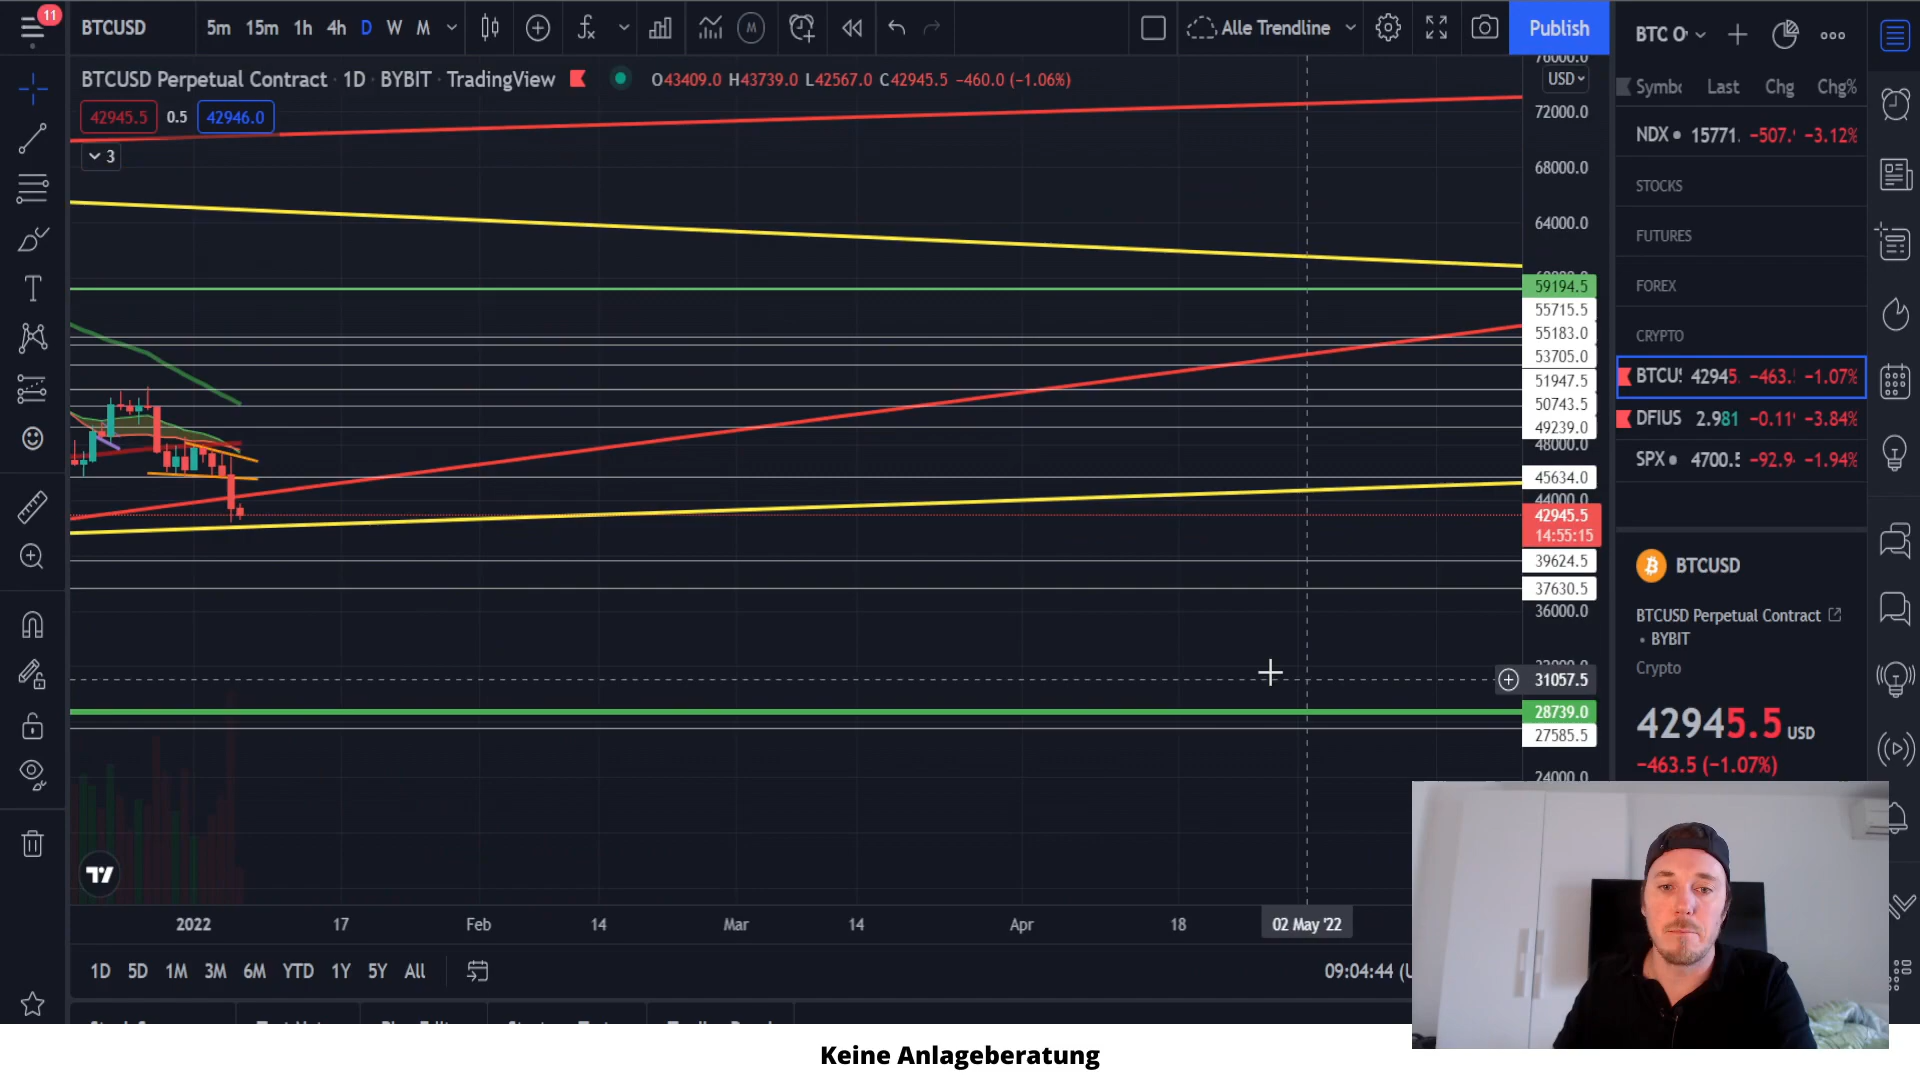 11
BTCUSD 5m 15m 1h 4h D W M
Alle Trendline
Publish
BTCUSD Perpetual Contract · 1D · BYBIT · TradingView
O43409.0 H43739.0 L42567.0 C42945.5 −460.0 (−1.06%)
42945.5 0.5 42946.0
3
USD
76000.0
72000.0
68000.0
64000.0
59194.5
55715.5
55183.0
53705.0
51947.5
50743.5
49239.0
48000.0
45634.0
44000.0
42945.5
14:55:15
39624.5
37630.5
36000.0
31057.5
28739.0
27585.5
24000.0
2022 17 Feb 14 Mar 14 Apr 18 02 May '22
1D 5D 1M 3M 6M YTD 1Y 5Y All
09:04:44 (U
BTC
Last Chg Chg%
NDX 15771. −507. −3.12%
STOCKS
FUTURES
FOREX
CRYPTO
BTCU 42945. −463. −1.07%
DFIUS 2.981 −0.11 −3.84%
SPX 4700.5 −92.9 −1.94%
BTCUSD
BTCUSD Perpetual Contract
• BYBIT
Crypto
42945.5 USD
−463.5 (−1.07%)
Keine Anlageberatung